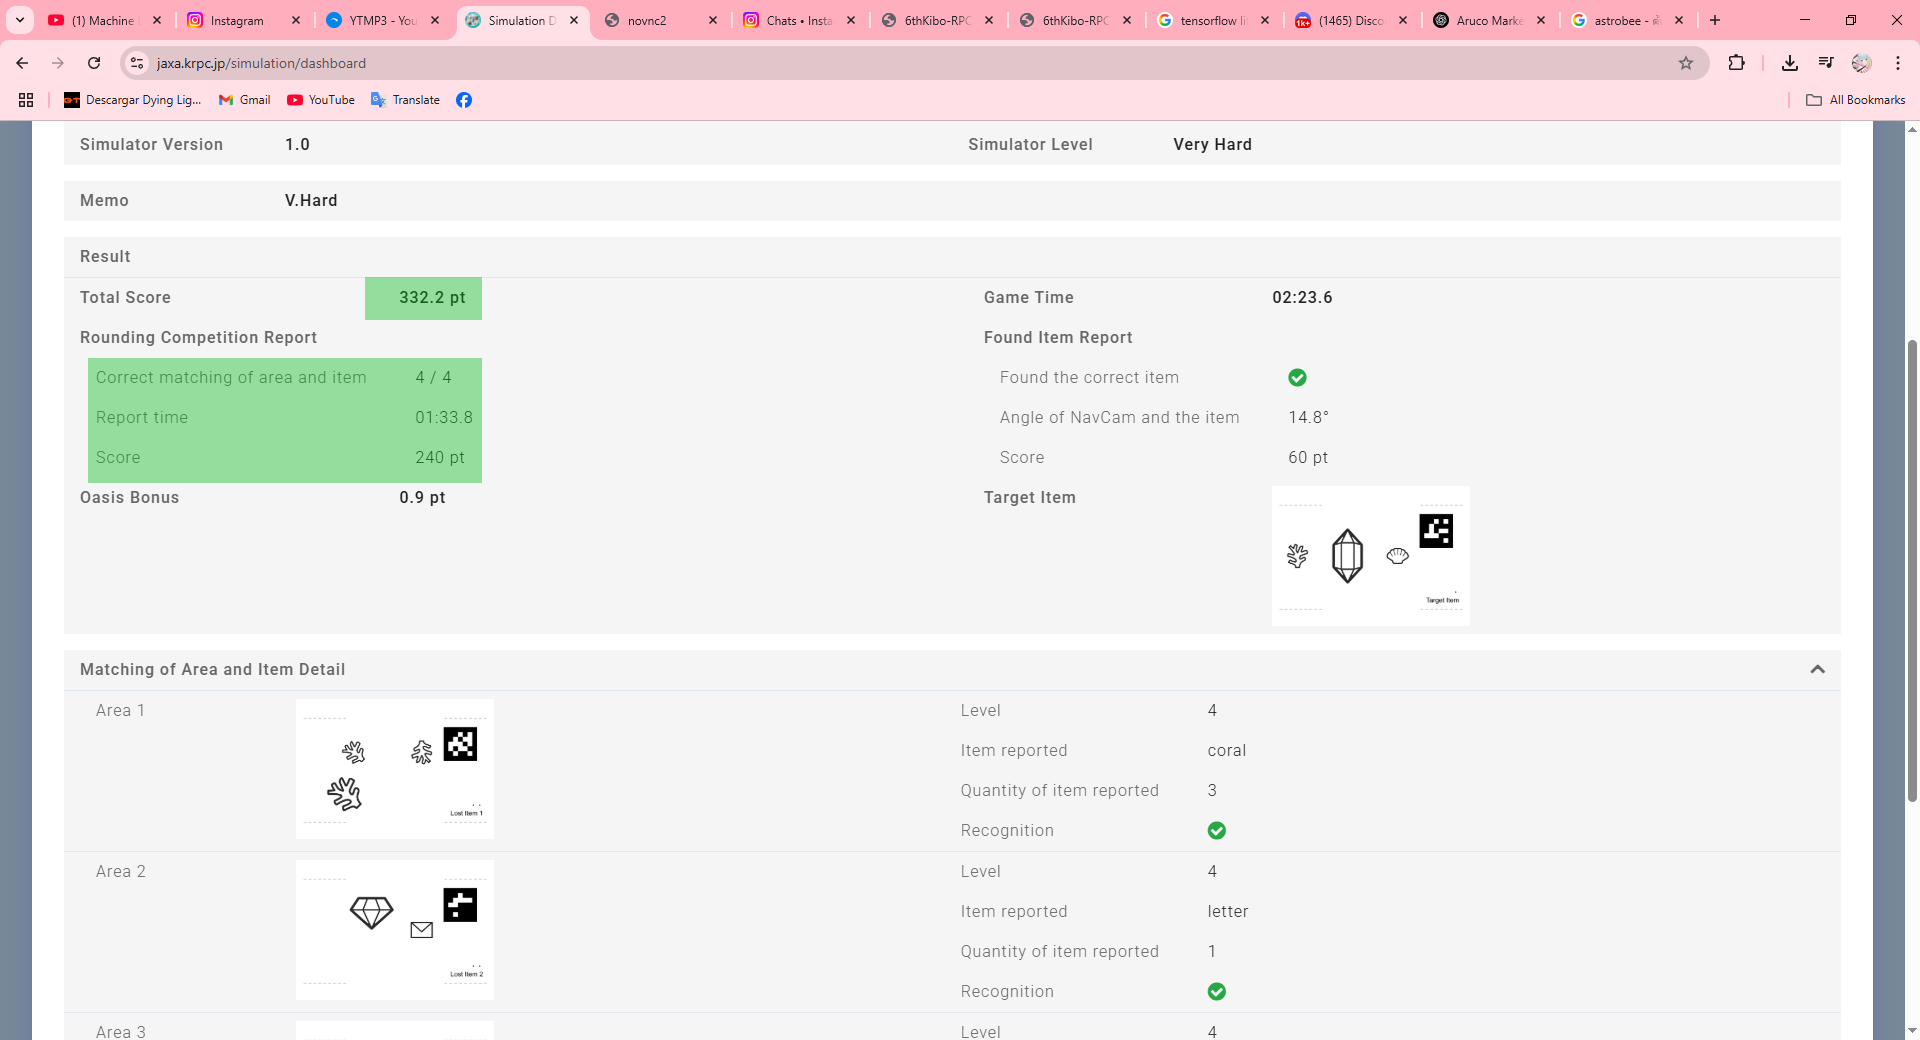 (1) Machine
Instagram
YTMP3 - You
Simulation D
novnc2
Chats • Insta
6thKibo-RPC
6thKibo-RPC
tensorflow li
(1465) Disco
Aruco Marke
astrobee -
jaxa.krpc.jp/simulation/dashboard
Descargar Dying Lig...
Gmail
YouTube
Translate
All Bookmarks
Simulator Version 1.0 Simulator Level Very Hard
Memo V.Hard
Result
Total Score 332.2 pt Game Time 02:23.6
Rounding Competition Report Found Item Report
Correct matching of area and item 4 / 4 Found the correct item
Report time 01:33.8 Angle of NavCam and the item 14.8°
Score 240 pt Score 60 pt
Oasis Bonus 0.9 pt Target Item
Target Item
Matching of Area and Item Detail
Area 1 Level 4
Item reported coral
Quantity of item reported 3
Lost Item 1
Recognition
Area 2 Level 4
Item reported letter
Quantity of item reported 1
Lost Item 2
Recognition
Area 3 Level 4